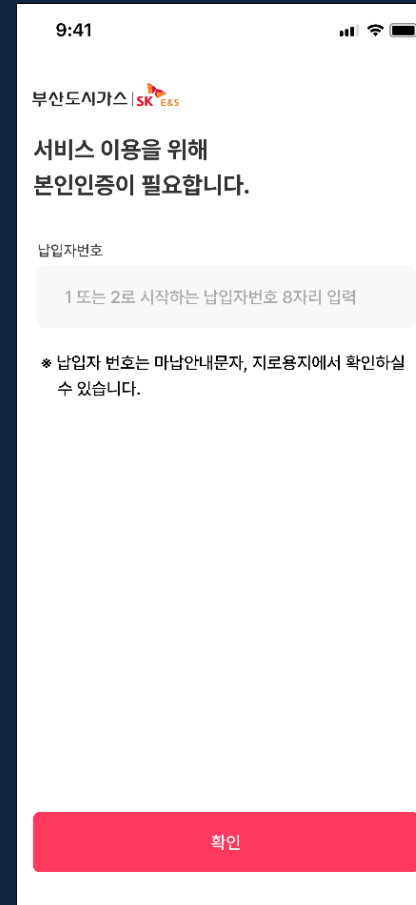 9:41
부산도시가스 SK E&S
서비스 이용을 위해
본인인증이 필요합니다.
납입자번호
1 또는 2로 시작하는 납입자번호 8자리 입력
※ 납입자 번호는 마납안내문자, 지로용지에서 확인하실
수 있습니다.
확인